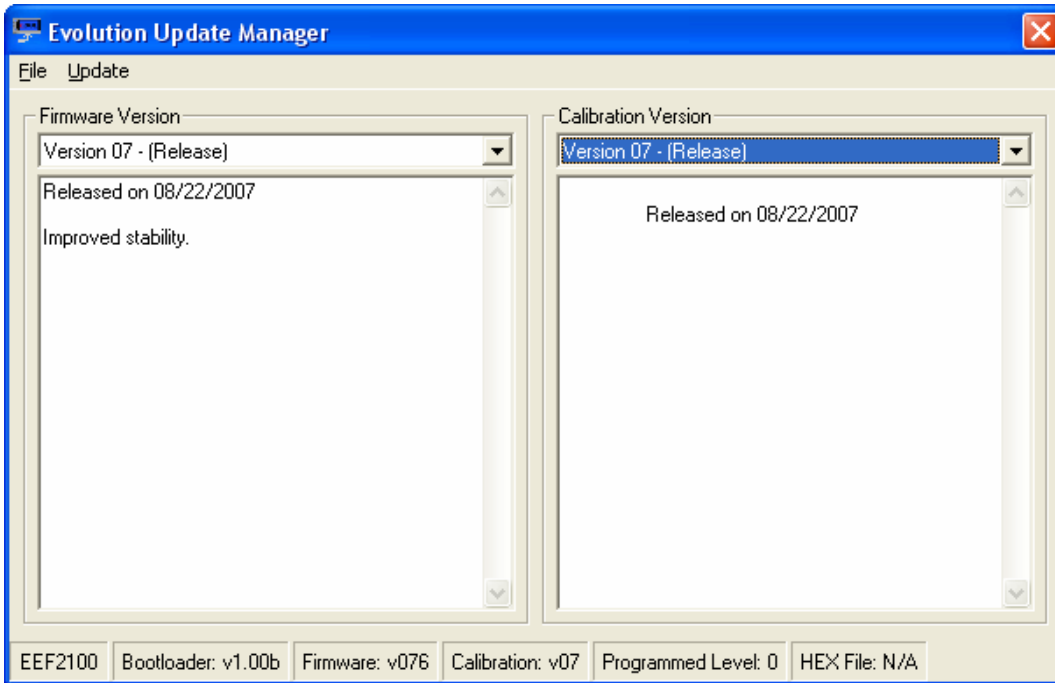 Evolution Update Manager
File Update
Firmware Version
Version 07 - (Release)
Released on 08/22/2007
Improved stability.
Calibration Version
Version 07 - (Release)
Released on 08/22/2007
EEF2100 Bootloader: v1.00b Firmware: v076 Calibration: v07 Programmed Level: 0 HEX File: N/A